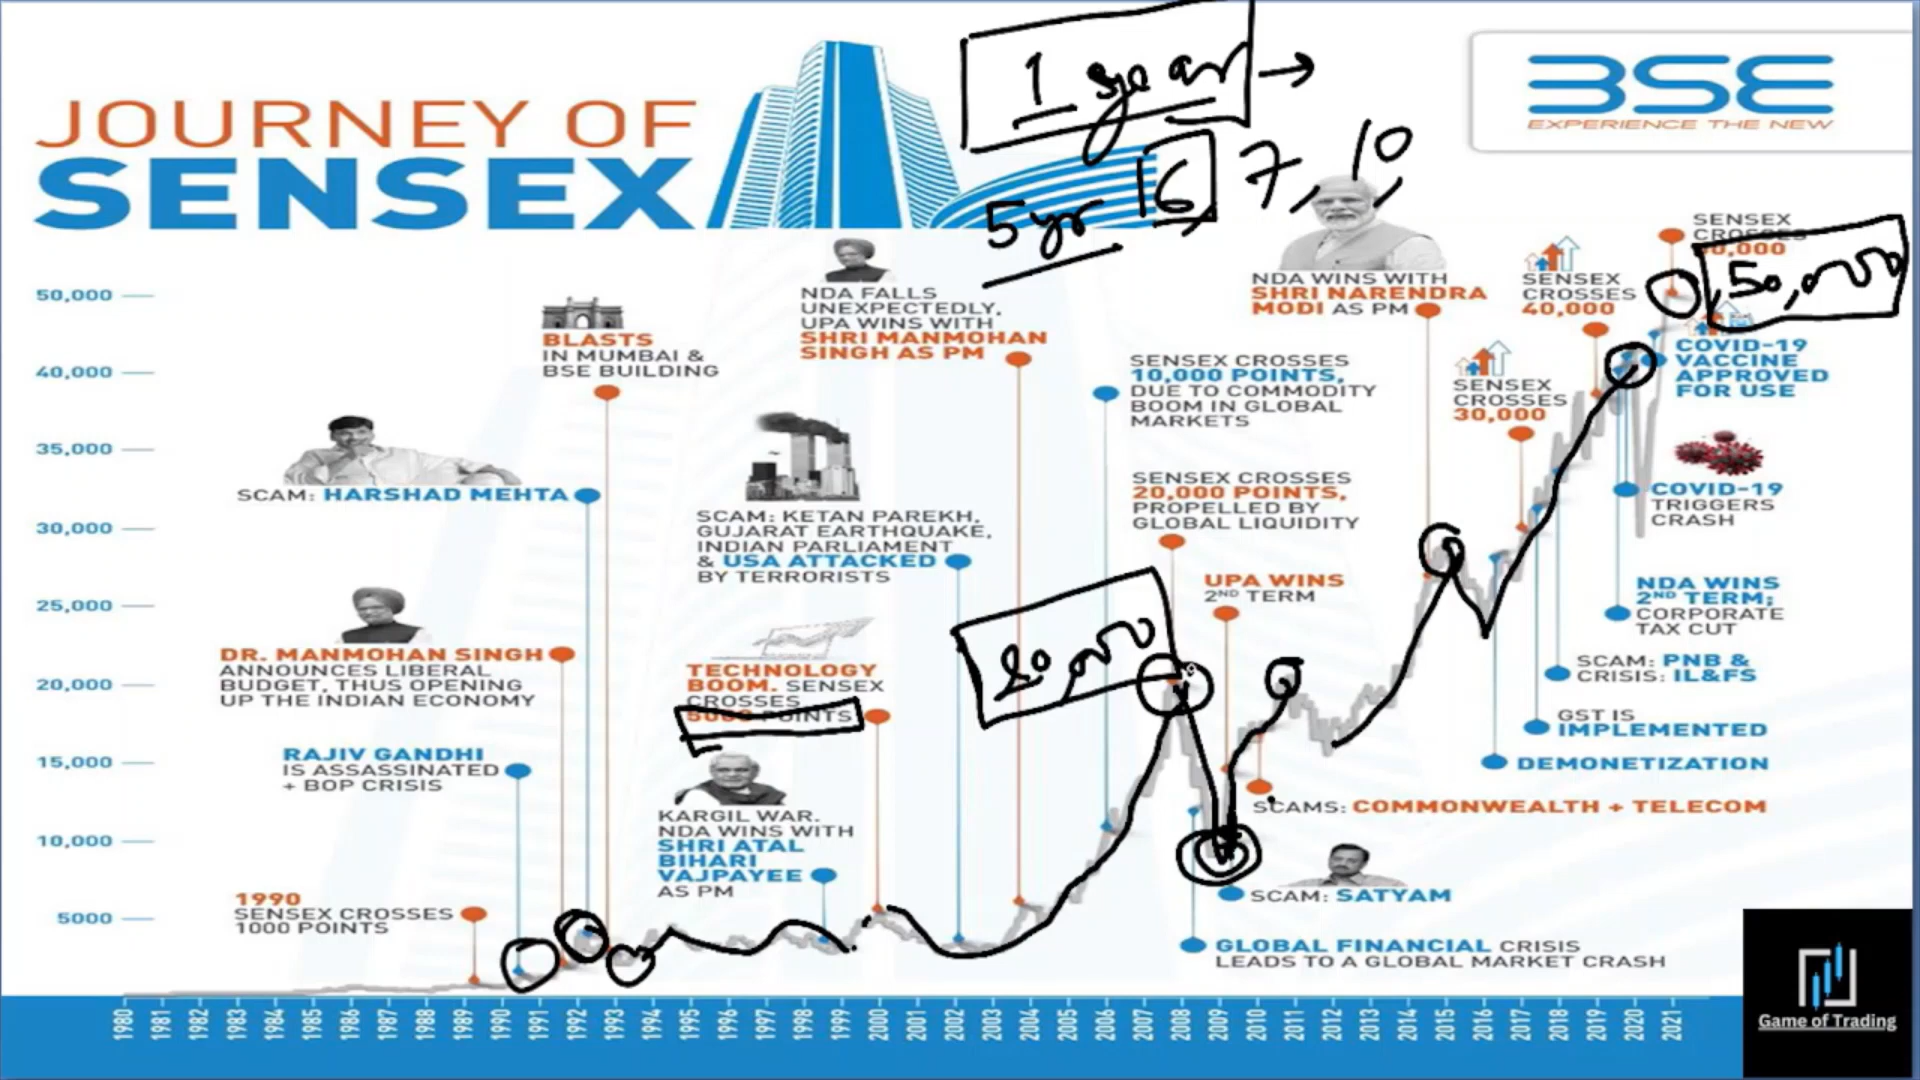 JOURNEY OF
SENSEX
1 year →
5 yr 6, 7, 10
BSE
EXPERIENCE THE NEW
50,000
40,000
35,000
30,000
25,000
20,000
15,000
10,000
5000
1990
SENSEX CROSSES
1000 POINTS
RAJIV GANDHI
IS ASSASSINATED
+ BOP CRISIS
DR. MANMOHAN SINGH
ANNOUNCES LIBERAL
BUDGET, THUS OPENING
UP THE INDIAN ECONOMY
SCAM: HARSHAD MEHTA
BLASTS
IN MUMBAI &
BSE BUILDING
KARGIL WAR.
NDA WINS WITH
SHRI ATAL
BIHARI
VAJPAYEE
AS PM
TECHNOLOGY
BOOM. SENSEX
CROSSES
5000 POINTS
SCAM: KETAN PAREKH,
GUJARAT EARTHQUAKE,
INDIAN PARLIAMENT
& USA ATTACKED
BY TERRORISTS
NDA FALLS
UNEXPECTEDLY,
UPA WINS WITH
SHRI MANMOHAN
SINGH AS PM
SENSEX CROSSES
10,000 POINTS,
DUE TO COMMODITY
BOOM IN GLOBAL
MARKETS
SENSEX CROSSES
20,000 POINTS,
PROPELLED BY
GLOBAL LIQUIDITY
20,000
UPA WINS
2ND TERM
GLOBAL FINANCIAL CRISIS
LEADS TO A GLOBAL MARKET CRASH
SCAM: SATYAM
SCAMS: COMMONWEALTH + TELECOM
NDA WINS WITH
SHRI NARENDRA
MODI AS PM
DEMONETIZATION
GST IS
IMPLEMENTED
SENSEX
CROSSES
30,000
SCAM: PNB &
CRISIS: IL&FS
SENSEX
CROSSES
40,000
NDA WINS
2ND TERM;
CORPORATE
TAX CUT
COVID-19
TRIGGERS
CRASH
COVID-19
VACCINE
APPROVED
FOR USE
SENSEX
CROSSES
50,000
1980 1981 1982 1983 1984 1985 1986 1987 1988 1989 1990 1991 1992 1993 1994 1995 1996 1997 1998 1999 2000 2001 2002 2003 2004 2005 2006 2007 2008 2009 2010 2011 2012 2013 2014 2015 2016 2017 2018 2019 2020 2021
Game of Trading